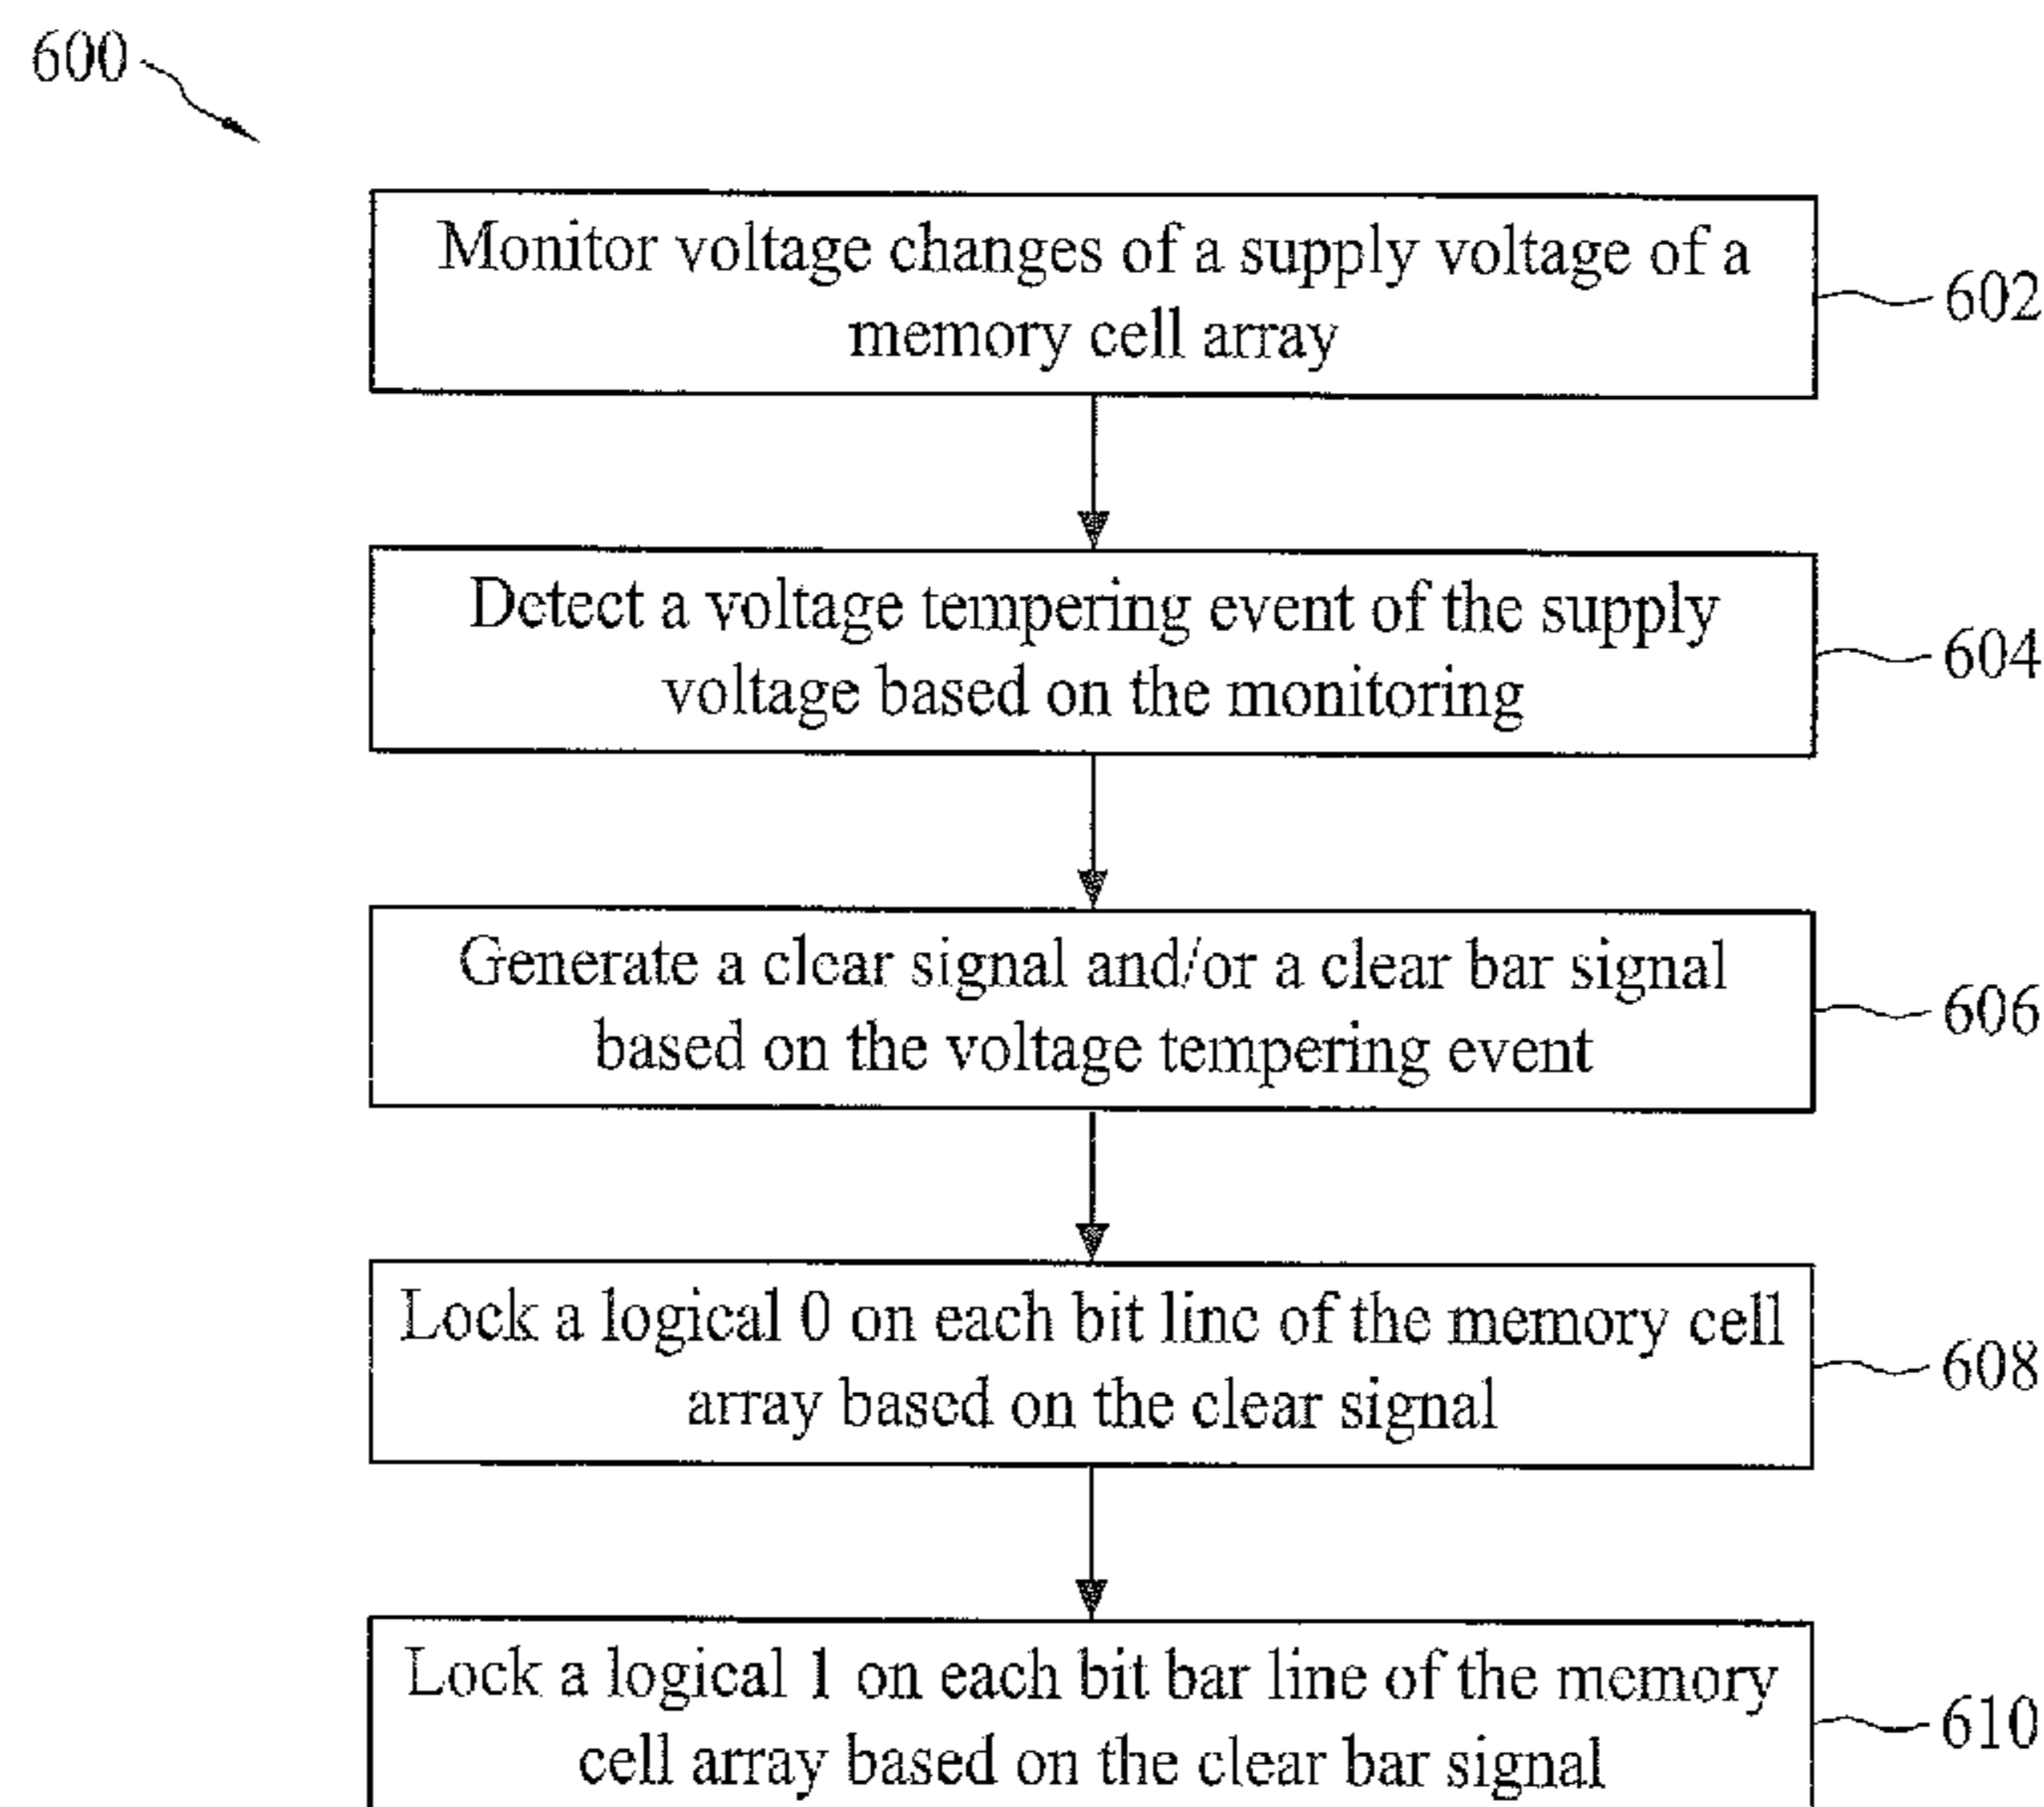 600
Monitor voltage changes of a supply voltage of a
memory cell array
602
Detect a voltage tempering event of the supply
voltage based on the monitoring
604
Generate a clear signal and/or a clear bar signal
based on the voltage tempering event
606
Lock a logical 0 on each bit line of the memory cell
array based on the clear signal
608
Lock a logical 1 on each bit bar line of the memory
cell array based on the clear bar signal
610